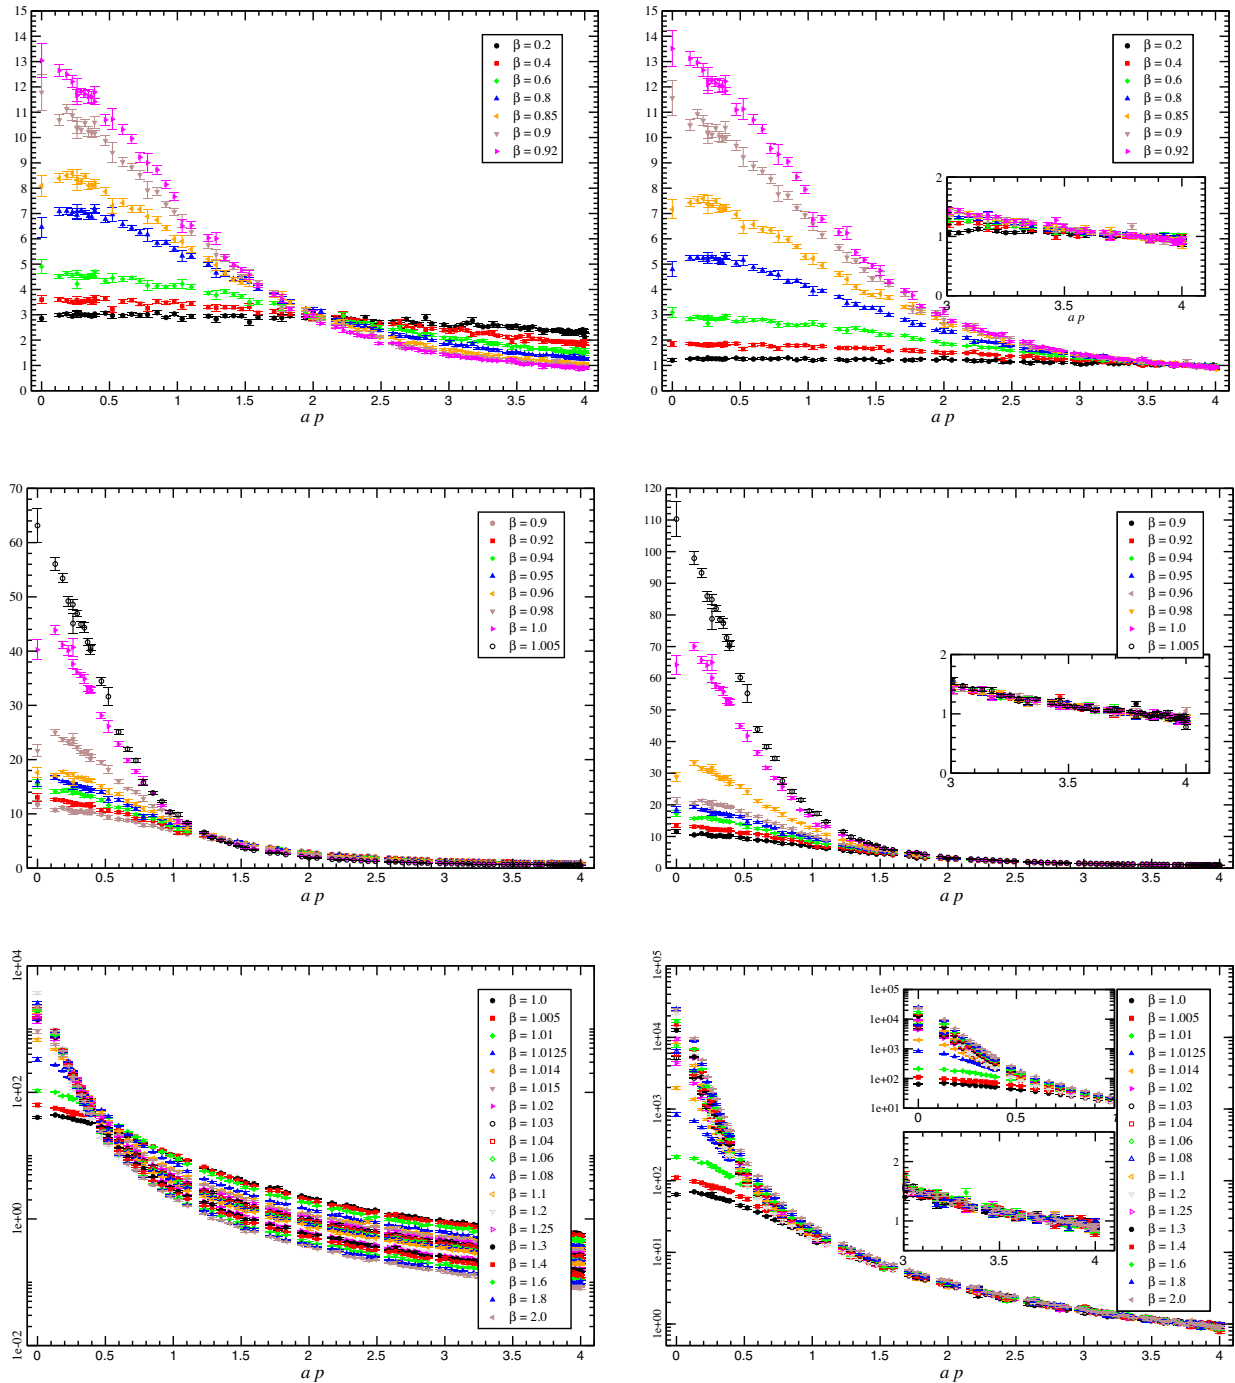 15
14
13
12
11
10
9
8
7
6
5
4
3
2
1
0
0 0.5 1 1.5 2 2.5 3 3.5 4
a p
β = 0.2
β = 0.4
β = 0.6
β = 0.8
β = 0.85
β = 0.9
β = 0.92
15
14
13
12
11
10
9
8
7
6
5
4
3
2
1
0
0 0.5 1 1.5 2 2.5 3 3.5 4
a p
β = 0.2
β = 0.4
β = 0.6
β = 0.8
β = 0.85
β = 0.9
β = 0.92
2
1
0
3 3.5 4
a p
70
60
50
40
30
20
10
0
0 0.5 1 1.5 2 2.5 3 3.5 4
a p
β = 0.9
β = 0.92
β = 0.94
β = 0.95
β = 0.96
β = 0.98
β = 1.0
β = 1.005
120
110
100
90
80
70
60
50
40
30
20
10
0
0 0.5 1 1.5 2 2.5 3 3.5 4
a p
β = 0.9
β = 0.92
β = 0.94
β = 0.95
β = 0.96
β = 0.98
β = 1.0
β = 1.005
2
1
0
3 3.5 4
1e+04
1e+02
1e+00
1e-02
0 0.5 1 1.5 2 2.5 3 3.5 4
a p
β = 1.0
β = 1.005
β = 1.01
β = 1.0125
β = 1.014
β = 1.015
β = 1.02
β = 1.03
β = 1.04
β = 1.06
β = 1.08
β = 1.1
β = 1.2
β = 1.25
β = 1.3
β = 1.4
β = 1.6
β = 1.8
β = 2.0
1e+05
1e+04
1e+03
1e+02
1e+01
1e+00
0 0.5 1 1.5 2 2.5 3 3.5 4
a p
1e+05
1e+04
1e+03
1e+02
1e+01
0 0.5
2
1
3 3.5 4
β = 1.0
β = 1.005
β = 1.01
β = 1.0125
β = 1.014
β = 1.02
β = 1.03
β = 1.04
β = 1.06
β = 1.08
β = 1.1
β = 1.2
β = 1.25
β = 1.3
β = 1.4
β = 1.6
β = 1.8
β = 2.0